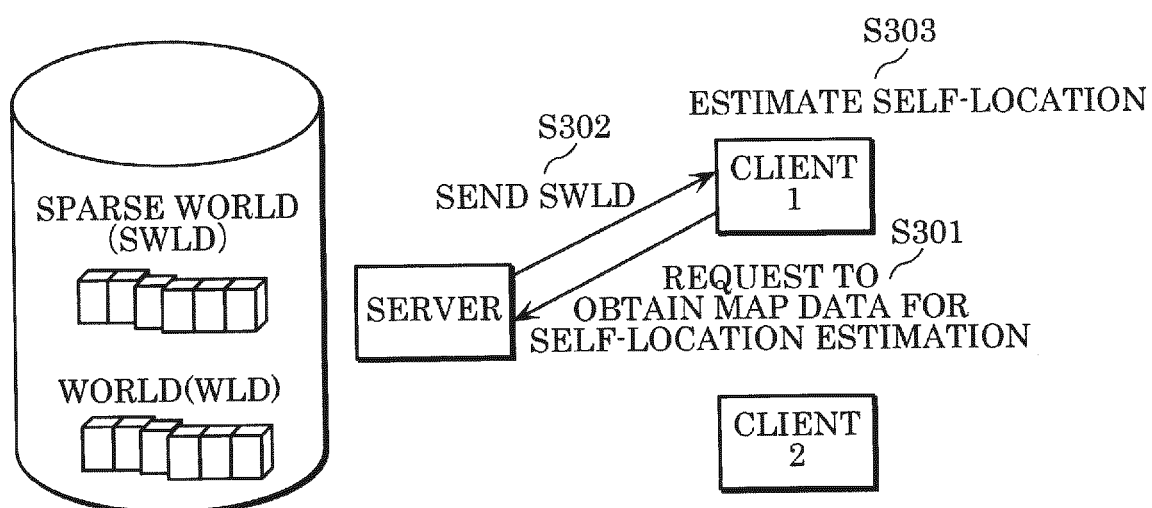 S303
ESTIMATE SELF-LOCATION
S302
SEND SWLD
CLIENT
1
SPARSE WORLD
(SWLD)
S301
REQUEST TO
OBTAIN MAP DATA FOR
SELF-LOCATION ESTIMATION
SERVER
WORLD(WLD)
CLIENT
2